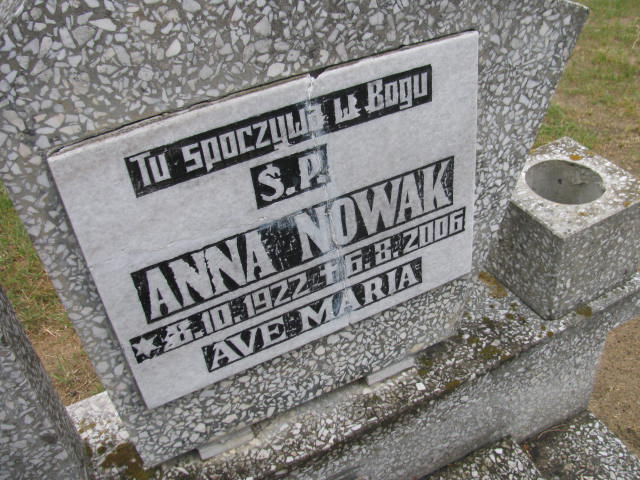 Tu spoczywa w Bogu
Ś.P.
ANNA NOWAK
* 8.10.1922 † 6.8.2006
AVE MARIA